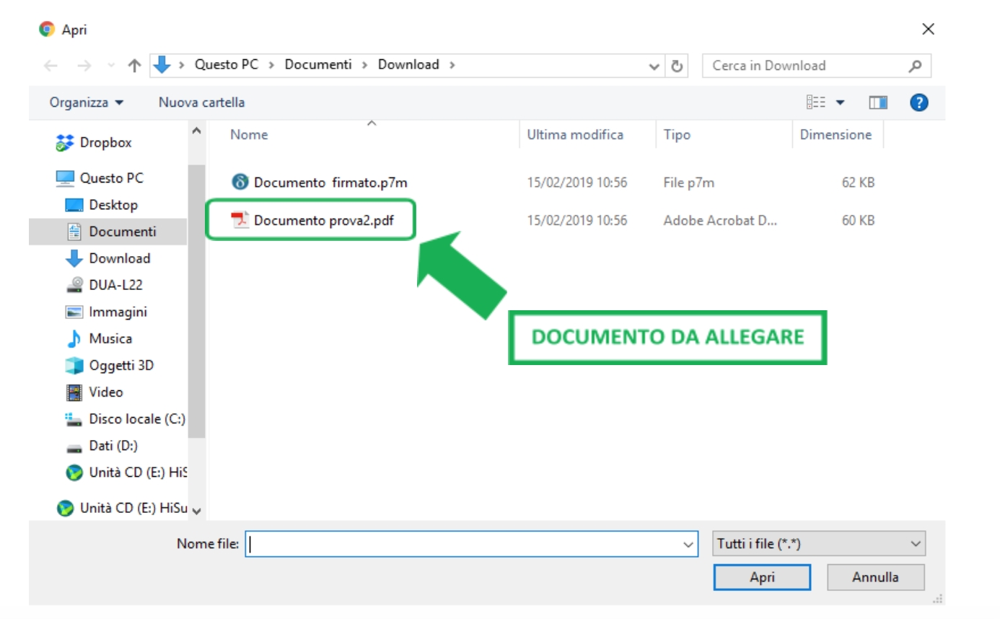 Apri
Questo PC > Documenti > Download >
Cerca in Download
Organizza
Nuova cartella
Nome
Ultima modifica
Tipo
Dimensione
Documento  firmato.p7m
15/02/2019 10:56
File p7m
62 KB
Documento prova2.pdf
15/02/2019 10:56
Adobe Acrobat D...
60 KB
DOCUMENTO DA ALLEGARE
Dropbox
Questo PC
Desktop
Documenti
Download
DUA-L22
Immagini
Musica
Oggetti 3D
Video
Disco locale (C:)
Dati (D:)
Unità CD (E:) HiS
Unità CD (E:) HiSu
Nome file:
Tutti i file (*.*)
Apri
Annulla